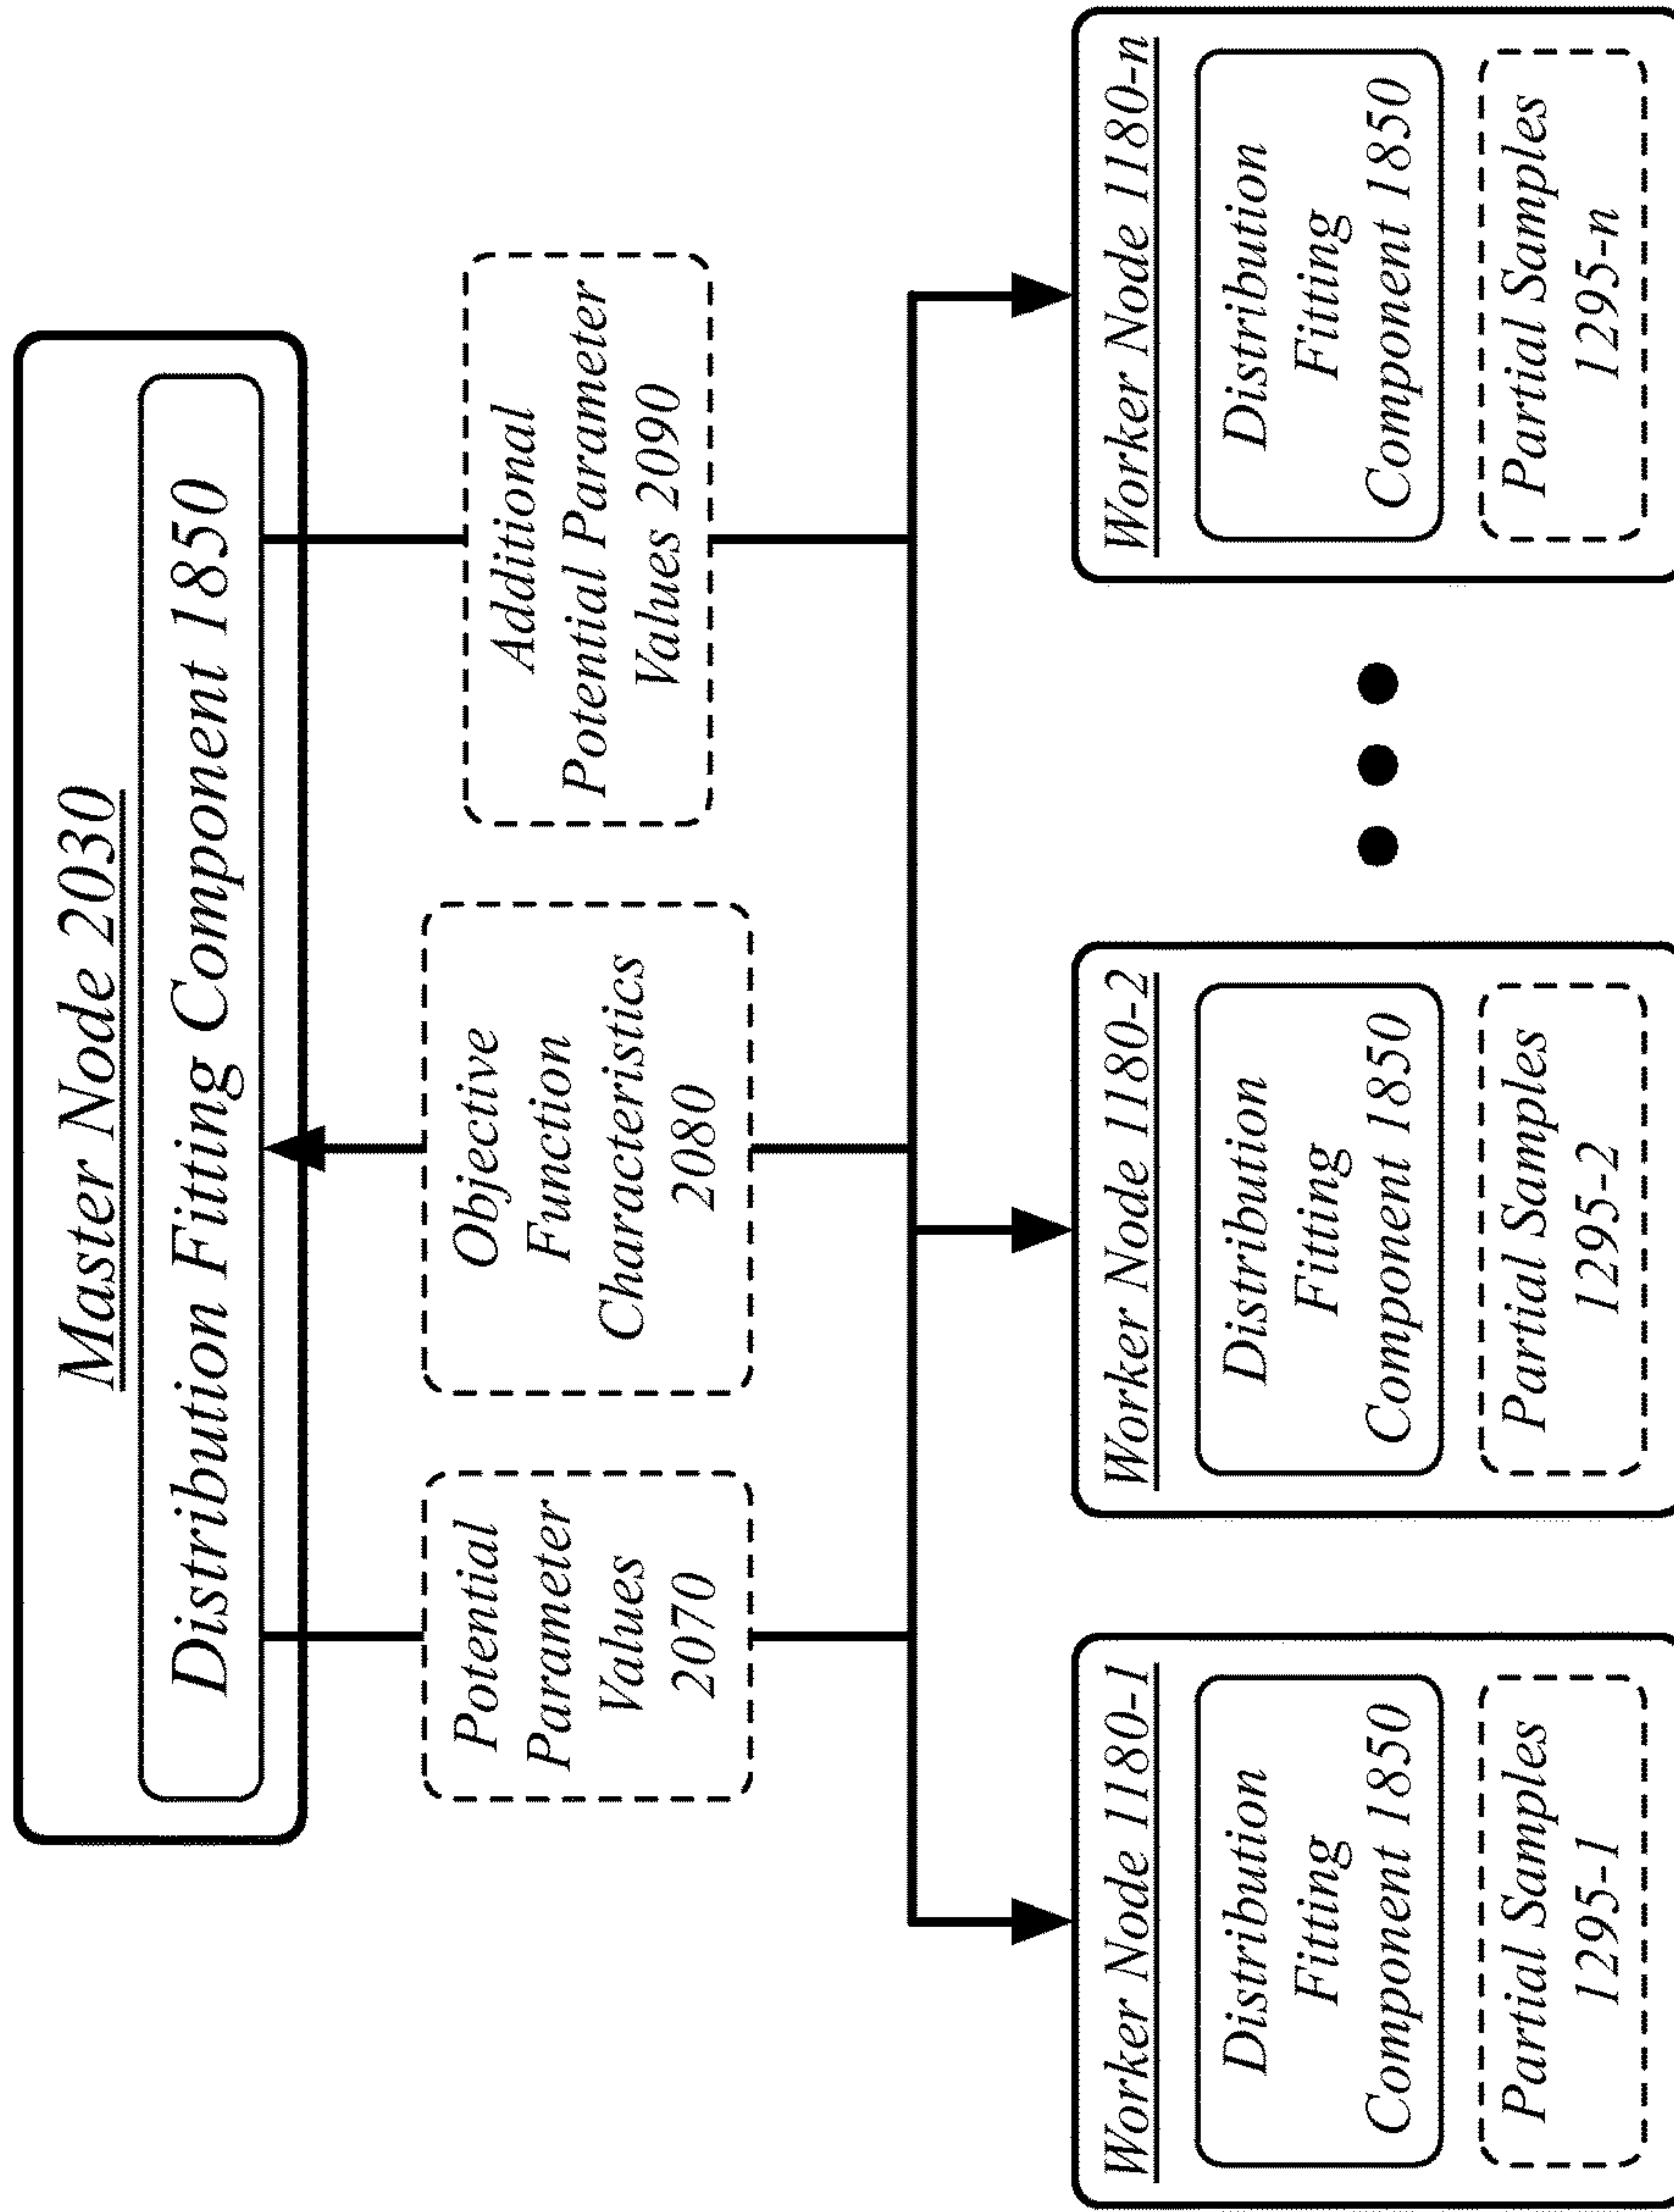 Master Node 2030
Distribution Fitting Component 1850
Potential
Parameter
Values
2070
Objective
Function
Characteristics
2080
Additional
Potential Parameter
Values 2090
Worker Node 1180-1
Distribution
Fitting
Component 1850
Partial Samples
1295-1
Worker Node 1180-2
Distribution
Fitting
Component 1850
Partial Samples
1295-2
Worker Node 1180-n
Distribution
Fitting
Component 1850
Partial Samples
1295-n